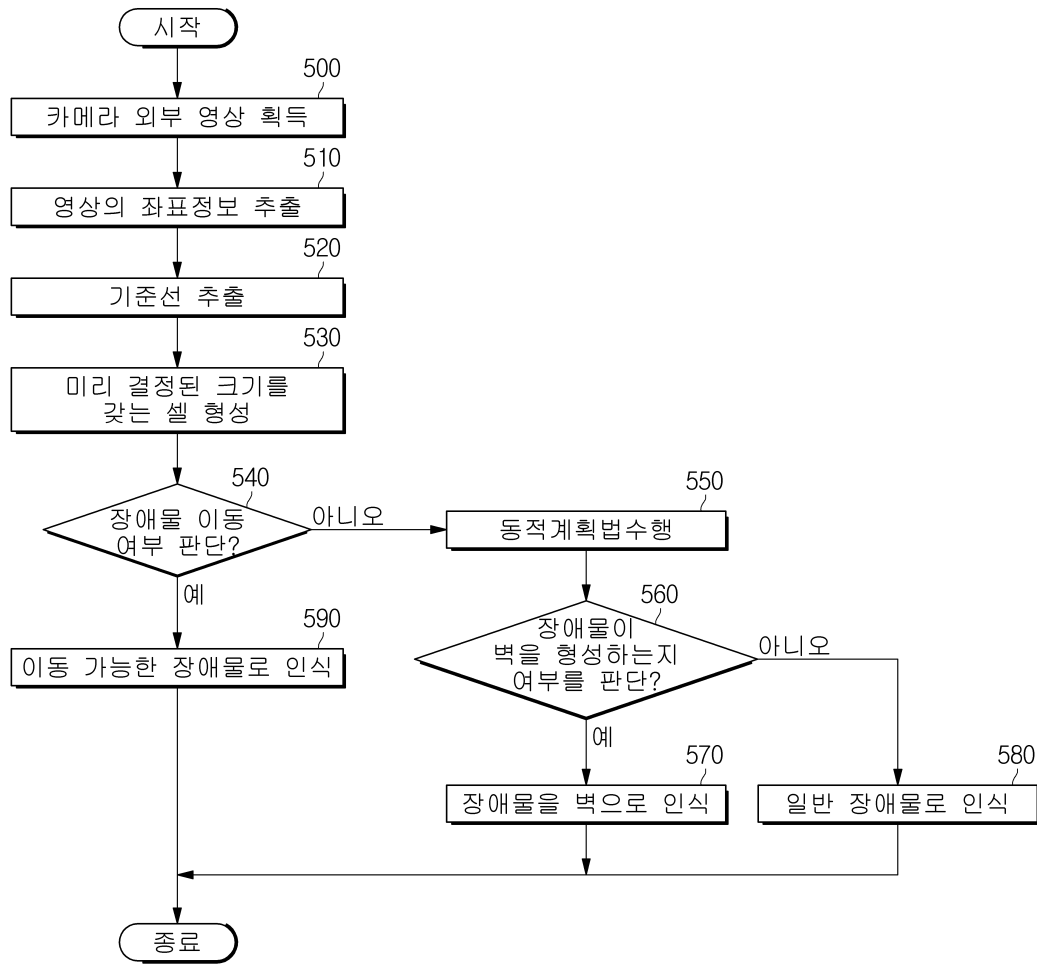 시작
500
카메라 외부 영상 획득
510
영상의 좌표정보 추출
520
기준선 추출
530
미리 결정된 크기를
갖는 셀 형성
540
장애물 이동
여부 판단?
아니오
예
550
동적계획법수행
560
장애물이
벽을 형성하는지
여부를 판단?
아니오
예
590
이동 가능한 장애물로 인식
570
장애물을 벽으로 인식
580
일반 장애물로 인식
종료